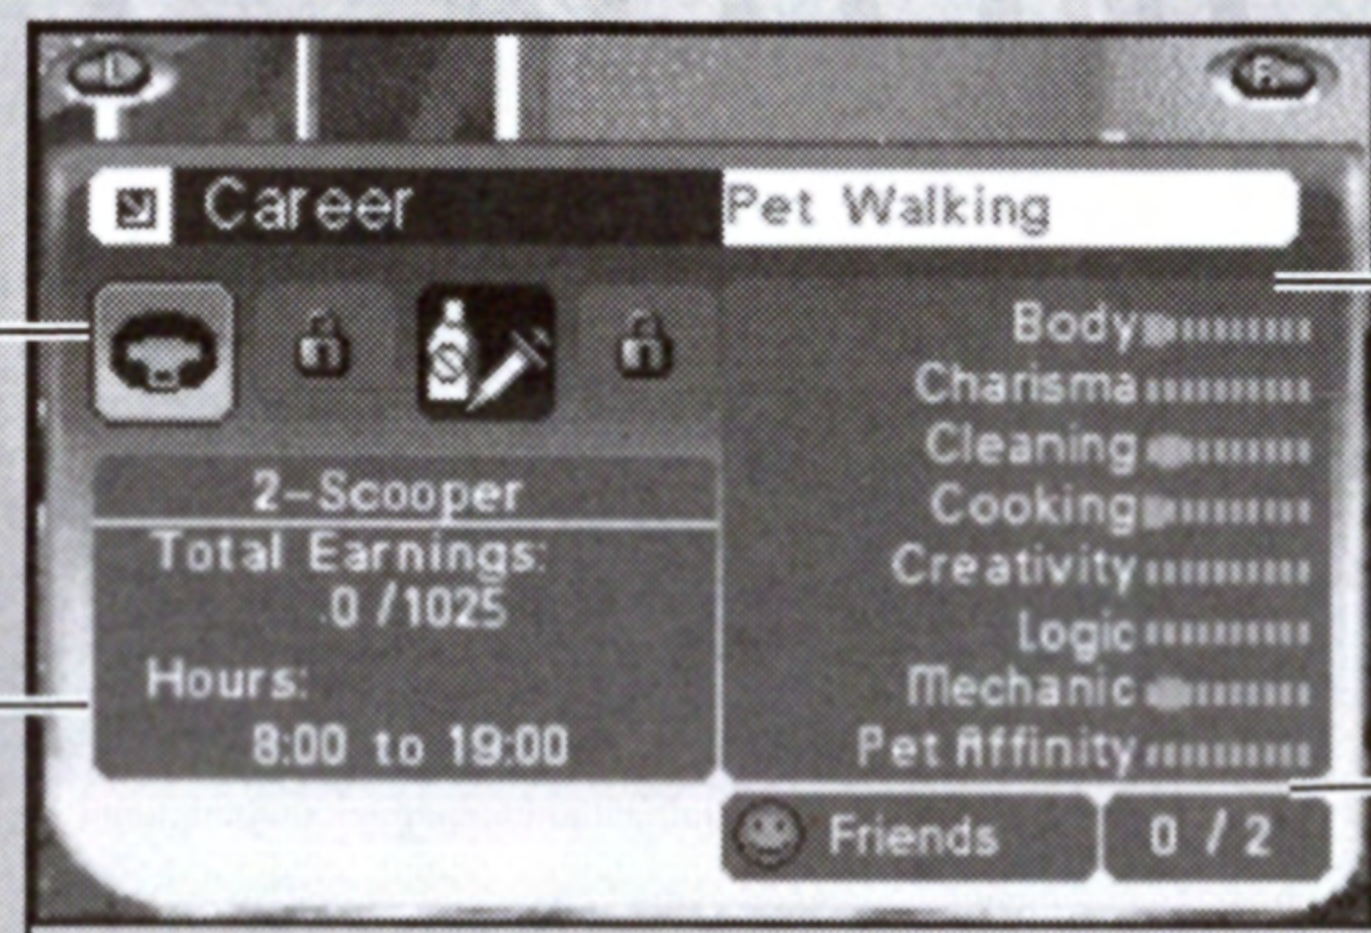 L
R
Career
Pet Walking
2-Scooper
Total Earnings:
0 /1025
Hours:
8:00 to 19:00
Body
Charisma
Cleaning
Cooking
Creativity
Logic
Mechanic
Pet Affinity
Friends
0 / 2